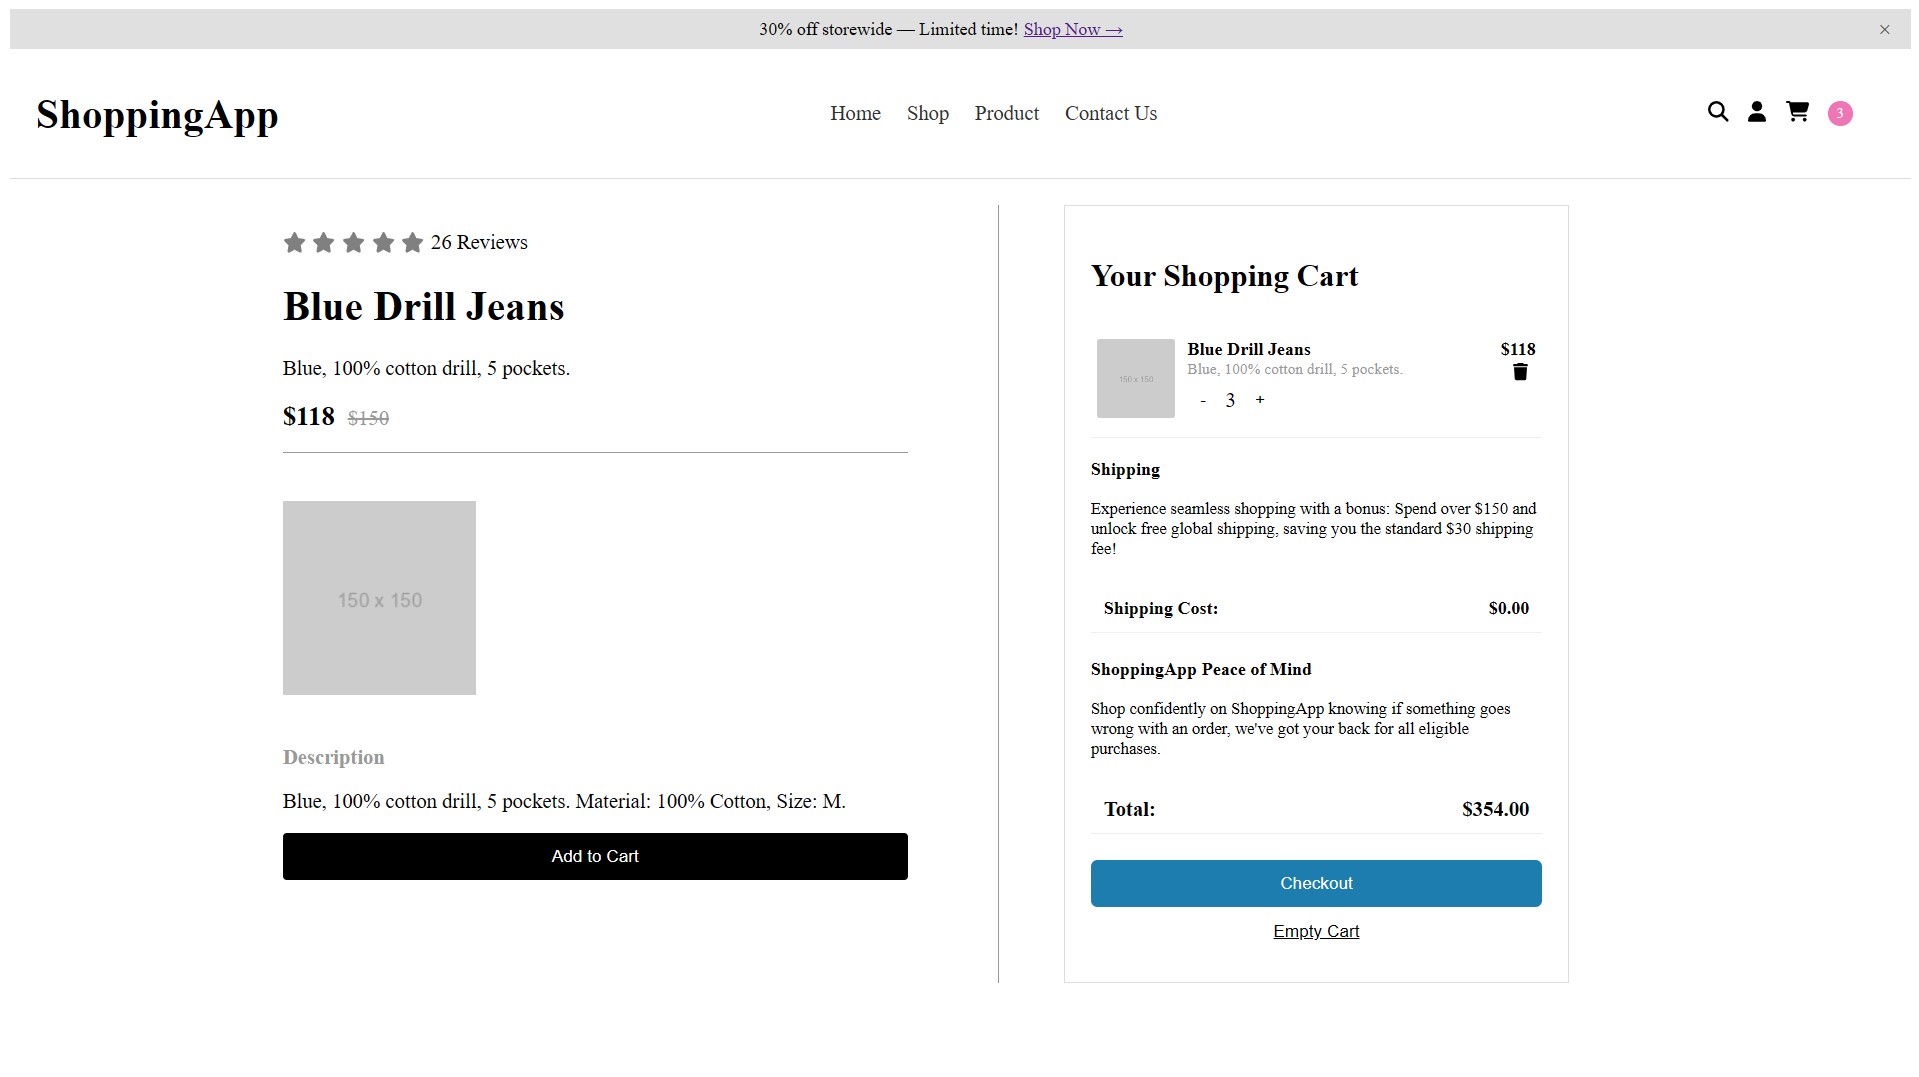 30% off storewide — Limited time! Shop Now →
×
ShoppingApp
Home Shop Product Contact Us
3
26 Reviews
Blue Drill Jeans
Blue, 100% cotton drill, 5 pockets.
$118 $150
150 x 150
Description
Blue, 100% cotton drill, 5 pockets. Material: 100% Cotton, Size: M.
Add to Cart
Your Shopping Cart
150 x 150
Blue Drill Jeans $118
Blue, 100% cotton drill, 5 pockets.
- 3 +
Shipping
Experience seamless shopping with a bonus: Spend over $150 and
unlock free global shipping, saving you the standard $30 shipping
fee!
Shipping Cost: $0.00
ShoppingApp Peace of Mind
Shop confidently on ShoppingApp knowing if something goes
wrong with an order, we've got your back for all eligible
purchases.
Total: $354.00
Checkout
Empty Cart